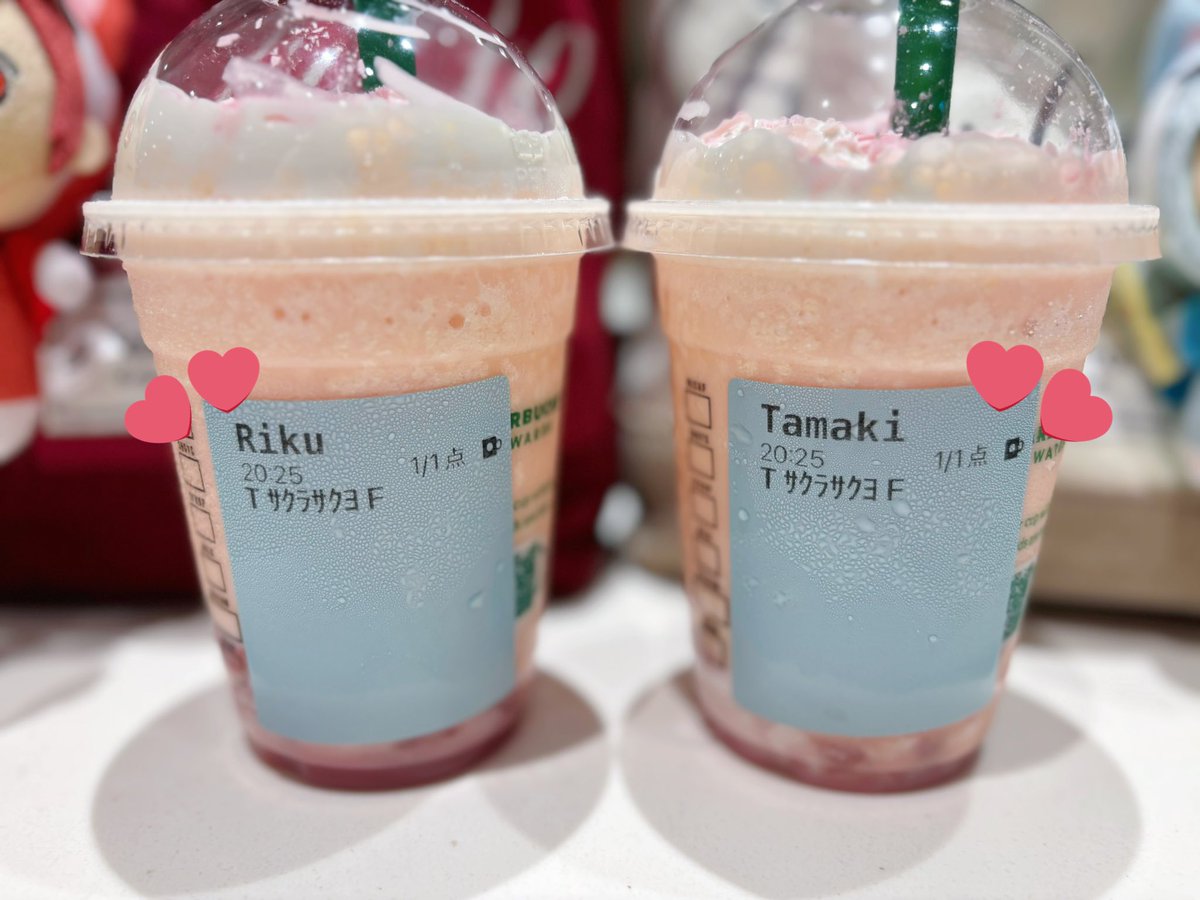 Riku
20:25
1/1点
T ｻｸﾗｻｸﾖ F
Tamaki
20:25
1/1点
T ｻｸﾗｻｸﾖ F